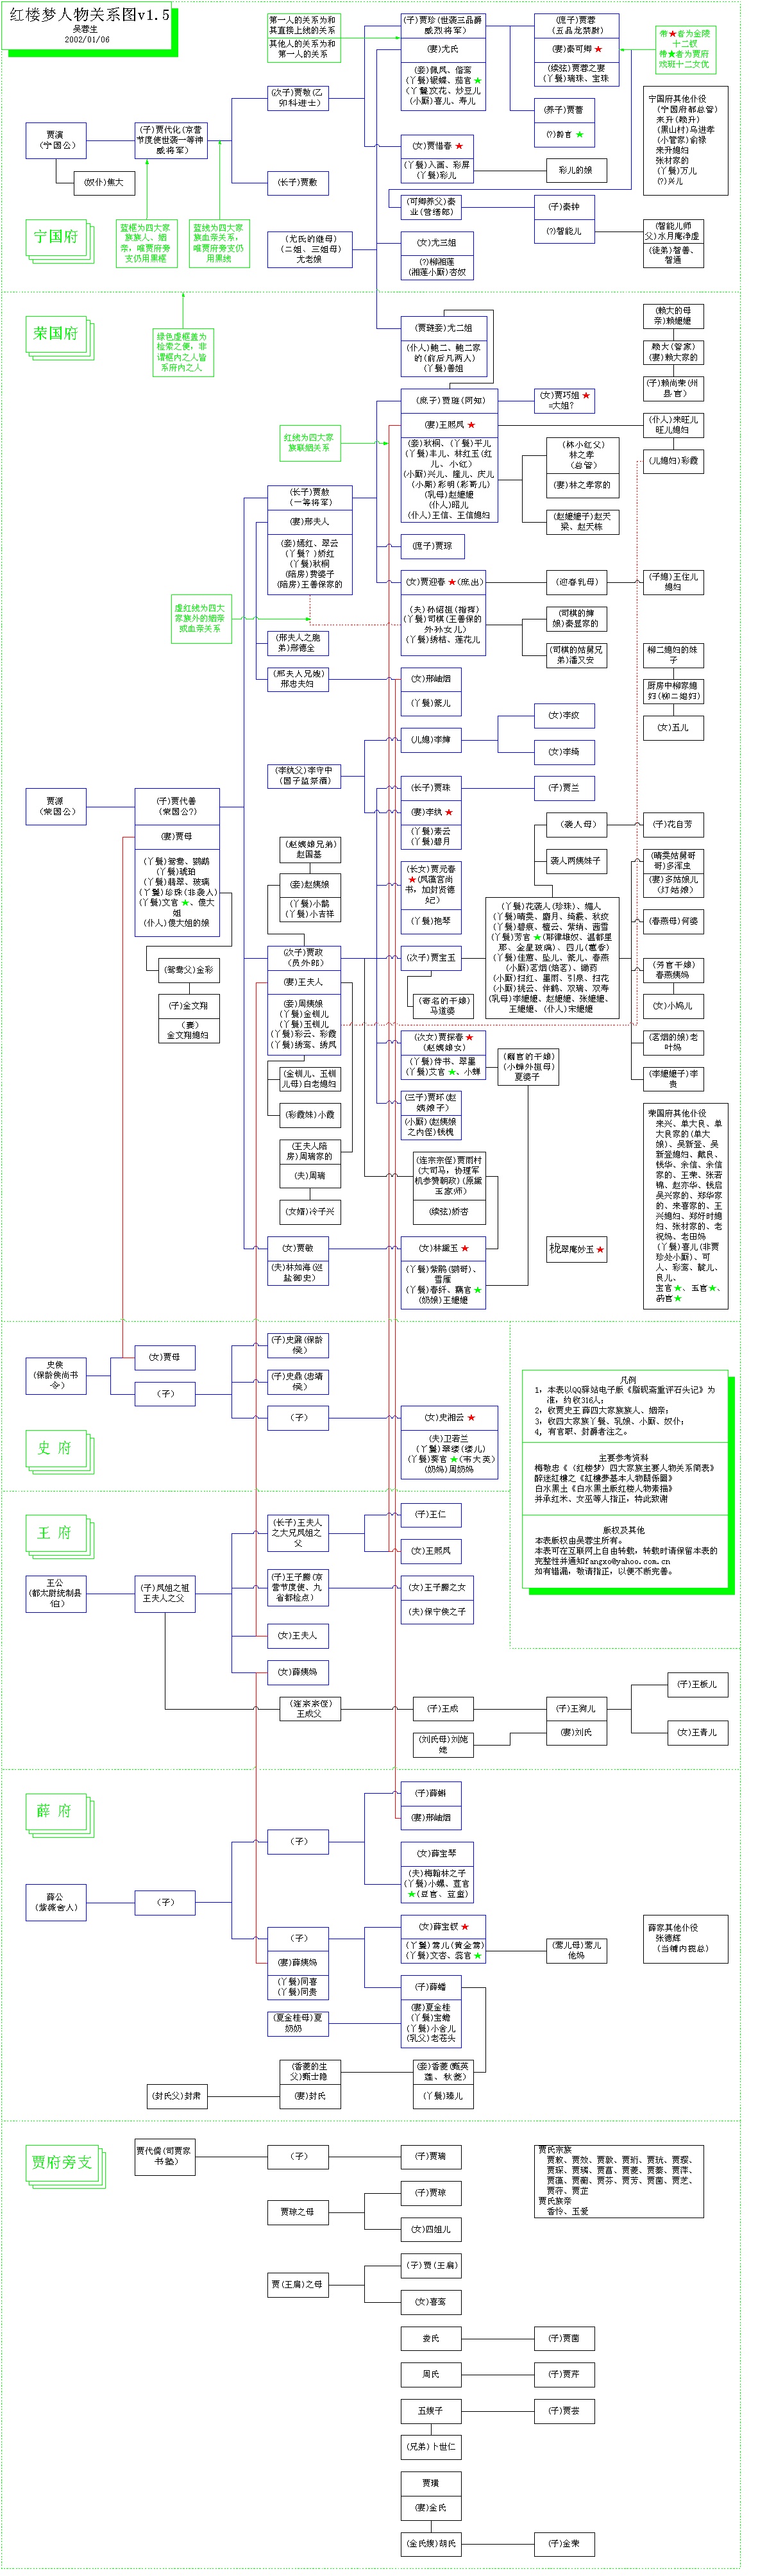 红楼梦人物关系图v1.5
吴蓉生
2002/01/06
第一人的关系为和
其直接上线的关系
其他人的关系为和
第一人的关系
(子)贾珍(世袭三品爵
威烈将军)
(妻)尤氏
(妾)佩凤、偕鸾
(丫鬟)银蝶、茄官★
(丫鬟)文花、炒豆儿
(小厮)喜儿、寿儿
(庶子)贾蓉
(五品龙禁尉)
(妻)秦可卿★
(续弦)贾蓉之妻
(丫鬟)瑞珠、宝珠
带★者为金陵
十二钗
带★者为贾府
戏班十二女优
(次子)贾敬(乙
卯科进士)
(养子)贾蔷
(?)龄官 ★
宁国府其他仆役
(宁国府都总管)
来升(赖升)
(黑山村)乌进孝
(小管家)俞禄
来升媳妇
张材家的
(丫鬟)万儿
(?)兴儿
贾演
(宁国公)
(子)贾代化(京营
节度使世袭一等神
威将军)
(女)贾惜春★
(丫鬟)入画、彩屏
(丫鬟)彩儿
彩儿的娘
(奴仆)焦大
(长子)贾敷
(可卿养父)秦
业(营缮郎)
(子)秦钟
(?)智能儿
(智能儿师
父)水月庵净虚
(徒弟)智善、
智通
宁国府
蓝框为四大家
族族人、姻
亲,唯贾府旁
支仍用黑框
蓝线为四大家
族血亲关系,
唯贾府旁支仍
用黑线
(尤氏的继母)
(二姐、三姐母)
尤老娘
(女)尤三姐
(?)柳湘莲
(湘莲小厮)杏奴
荣国府
绿色虚框盖为
检索之便,非
谓框内之人皆
系府内之人
(贾琏妾)尤二姐
(仆人)鲍二、鲍二家
的(前后凡两人)
(丫鬟)善姐
(赖大的母
亲)赖嬷嬷
赖大(管家)
(妻)赖大家的
(子)赖尚荣(州
县官)
(庶子)贾琏(同知)
(妻)王熙凤★
(妾)秋桐、(丫鬟)平儿
(丫鬟)丰儿、林红玉(红
儿、小红)
(小厮)兴儿、隆儿、庆儿
(小厮)彩明(彩哥儿)
(乳母)赵嬷嬷
(仆人)昭儿
(仆人)王信、王信媳妇
(女)贾巧姐★
=大姐?
(仆人)来旺儿
旺儿媳妇
(儿媳妇)彩霞
红线为四大家
族联姻关系
(林小红父)
林之孝
(总管)
(妻)林之孝家的
(赵嬷嬷子)赵天
梁、赵天栋
(长子)贾赦
(一等将军)
(妻)邢夫人
(妾)嫣红、翠云
(丫鬟?)娇红
(丫鬟)秋桐
(陪房)费婆子
(陪房)王善保家的
(庶子)贾琮
(女)贾迎春★(庶出)
(夫)孙绍祖(指挥)
(丫鬟)司棋(王善保的
外孙女儿)
(丫鬟)绣桔、莲花儿
(迎春乳母)
(子媳)王住儿
媳妇
(司棋的婶
娘)秦显家的
(司棋的姑舅兄
弟)潘又安
虚红线为四大
家族外的姻亲
或血亲关系
(邢夫人之胞
弟)邢德全
(邢夫人兄嫂)
邢忠夫妇
(女)邢岫烟
(丫鬟)篆儿
柳二媳妇的妹
子
厨房中柳家媳
妇(柳二媳妇)
(女)五儿
(李纨父)李守中
(国子监祭酒)
(儿媳)李婶
(女)李纹
(女)李绮
贾源
(荣国公)
(子)贾代善
(荣国公?)
(妻)贾母
(丫鬟)鸳鸯、鹦鹉
(丫鬟)琥珀
(丫鬟)翡翠、玻璃
(丫鬟)珍珠(非袭人)
(丫鬟)文官★、傻大
姐
(仆人)傻大姐的娘
(长子)贾珠
(妻)李纨★
(丫鬟)素云
(丫鬟)碧月
(子)贾兰
(赵姨娘兄弟)
赵国基
(妾)赵姨娘
(丫鬟)小鹊
(丫鬟)小吉祥
(长女)贾元春
★(凤藻宫尚
书,加封贤德
妃)
(丫鬟)抱琴
(袭人母)
袭人两姨妹子
(子)花自芳
(晴雯姑舅哥
哥)多浑虫
(妻)多姑娘儿
(灯姑娘)
(春燕母)何婆
(芳官干娘)
春燕姨妈
(女)小鸠儿
(茗烟的娘)老
叶妈
(李嬷嬷子)李
贵
(次子)贾政
(员外郎)
(妻)王夫人
(妾)周姨娘
(丫鬟)金钏儿
(丫鬟)玉钏儿
(丫鬟)彩云、彩霞
(丫鬟)绣鸾、绣凤
(次子)贾宝玉
(寄名的干娘)
马道婆
(丫鬟)花袭人(珍珠)、媚人
(丫鬟)晴雯、麝月、绮霰、秋纹
(丫鬟)碧痕、檀云、紫绡、茜雪
(丫鬟)芳官★(耶律雄奴、温都里
那、金星玻璃)、四儿(蕙香)
(丫鬟)佳蕙、坠儿、篆儿、春燕
(小厮)茗烟(焙茗)、锄药
(小厮)扫红、墨雨、引泉、扫花
(小厮)挑云、伴鹤、双瑞、双寿
(乳母)李嬷嬷、赵嬷嬷、张嬷嬷、
王嬷嬷、(仆人)宋嬷嬷
(鸳鸯父)金彩
(子)金文翔
(妻)
金文翔媳妇
(次女)贾探春★
(赵姨娘女)
(丫鬟)侍书、翠墨
(丫鬟)艾官★、小蝉
(藕官的干娘)
(小蝉外祖母)
夏婆子
(金钏儿、玉钏
儿母)白老媳妇
(彩霞妹)小霞
(三子)贾环(赵
姨娘子)
(小厮)(赵姨娘
之内侄)钱槐
(王夫人陪
房)周瑞家的
(夫)周瑞
(女婿)冷子兴
(连宗宗侄)贾雨村
(大司马,协理军
机参赞朝政)(原黛
玉家师)
(续弦)娇杏
荣国府其他仆役
来兴、单大良、单
大良家的(单大
娘)、吴新登、吴
新登媳妇、戴良、
钱华、余信、余信
家的、王荣、张若
锦、赵亦华、钱启
吴兴家的、郑华家
的、来喜家的、王
兴媳妇、郑好时媳
妇、张材家的、老
祝妈、老田妈
(丫鬟)喜儿(非贾
珍处小厮)、可
人、彩鸾、靛儿、
良儿、
宝官★、玉官★、
药官★
(女)贾敏
(夫)林如海(巡
盐御史)
(女)林黛玉★
(丫鬟)紫鹃(鹦哥)、
雪雁
(丫鬟)春纤、藕官★
(奶娘)王嬷嬷
栊翠庵妙玉★
史侯
(保龄侯尚书
令)
(女)贾母
(子)
(子)史鼐(保龄
侯)
(子)史鼎(忠靖
侯)
(子)
(女)史湘云★
(夫)卫若兰
(丫鬟)翠缕(缕儿)
(丫鬟)葵官★(韦大英)
(奶妈)周奶妈
史 府
凡例
1,本表以QQ驿站电子版《脂砚斋重评石头记》为
准,约收316人;
2,收贾史王薛四大家族族人、姻亲;
3,收四大家族丫鬟、乳娘、小厮、奴仆;
4,有官职、封爵者注之。
主要参考资料
梅敬忠《〈红楼梦〉四大家族主要人物关系简表》
醉迷红楼之《紅樓夢基本人物關係圖》
白水黑土《白水黑土版红楼人物素描》
并承红米、女巫等人指正,特此致谢
版权及其他
本表版权由吴蓉生所有。
本表可在互联网上自由转载,转载时请保留本表的
完整性并通知fangxo@yahoo.com.cn
如有错漏,敬请指正,以便不断完善。
王 府
王公
(都太尉统制县
伯)
(子)凤姐之祖
王夫人之父
(长子)王夫人
之大兄凤姐之
父
(子)王仁
(女)王熙凤
(子)王子腾(京
营节度使、九
省都检点)
(女)王子腾之女
(夫)保宁侯之子
(女)王夫人
(女)薛姨妈
(连宗宗侄)
王成父
(子)王成
(刘氏母)刘姥
姥
(子)王狗儿
(妻)刘氏
(子)王板儿
(女)王青儿
薛 府
薛公
(紫薇舍人)
(子)
(子)
(子)薛蝌
(妻)邢岫烟
(女)薛宝琴
(夫)梅翰林之子
(丫鬟)小螺、荳官
★(豆官、荳童)
(子)
(妻)薛姨妈
(丫鬟)同喜
(丫鬟)同贵
(女)薛宝钗★
(丫鬟)莺儿(黄金莺)
(丫鬟)文杏、蕊官★
(莺儿母)莺儿
他妈
薛家其他仆役
张德辉
(当铺内揽总)
(夏金桂母)夏
奶奶
(子)薛蟠
(妻)夏金桂
(丫鬟)宝蟾
(丫鬟)小舍儿
(乳父)老苍头
(封氏父)封肃
(香菱的生
父)甄士隐
(妻)封氏
(妾)香菱(甄英
莲、秋菱)
(丫鬟)臻儿
贾府旁支
贾代儒(司贾家
书塾)
(子)
(子)贾瑞
贾氏宗族
贾敕、贾效、贾敦、贾珩、贾珖、贾璎、
贾琛、贾璘、贾菖、贾菱、贾蓁、贾萍、
贾藻、贾蘅、贾芬、贾芳、贾菌、贾芝、
贾荇、贾芷
贾氏族亲
香怜、玉爱
贾琼之母
(子)贾琼
(女)四姐儿
贾(王扁)之母
(子)贾(王扁)
(女)喜鸾
娄氏
(子)贾菌
周氏
(子)贾芹
五嫂子
(子)贾芸
(兄弟)卜世仁
贾璜
(妻)金氏
(金氏嫂)胡氏
(子)金荣